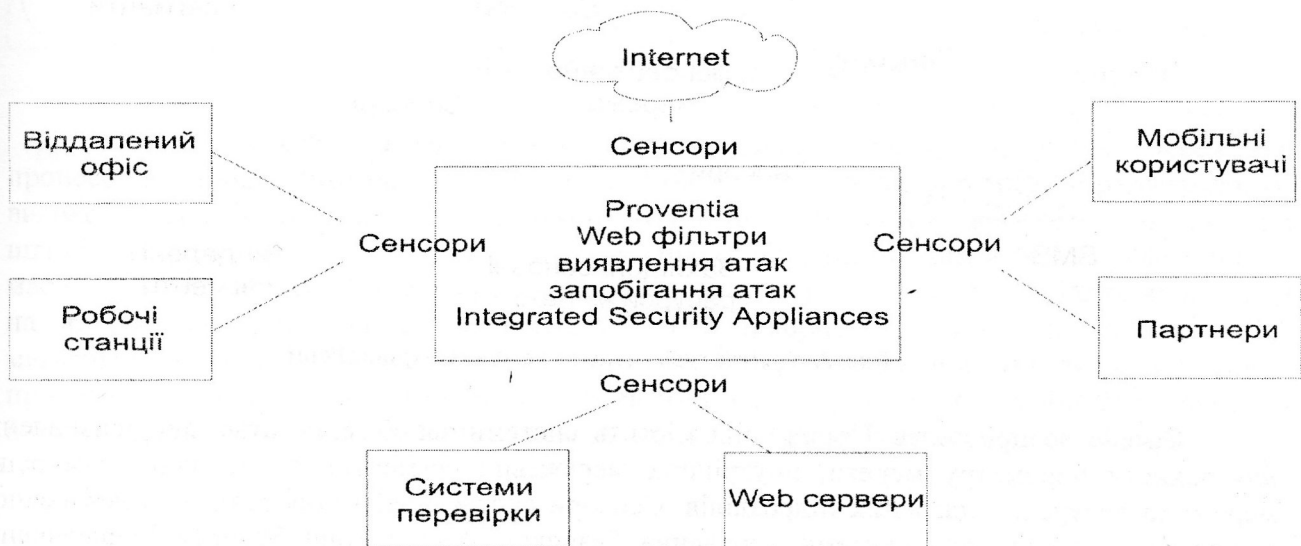 Internet
Сенсори
Віддалений
офіс
Мобільні
користувачі
Proventia
Web фільтри
виявлення атак
запобігання атак
Integrated Security Appliances
Сенсори
Сенсори
Робочі
станції
Партнери
Сенсори
Системи
перевірки
Web сервери